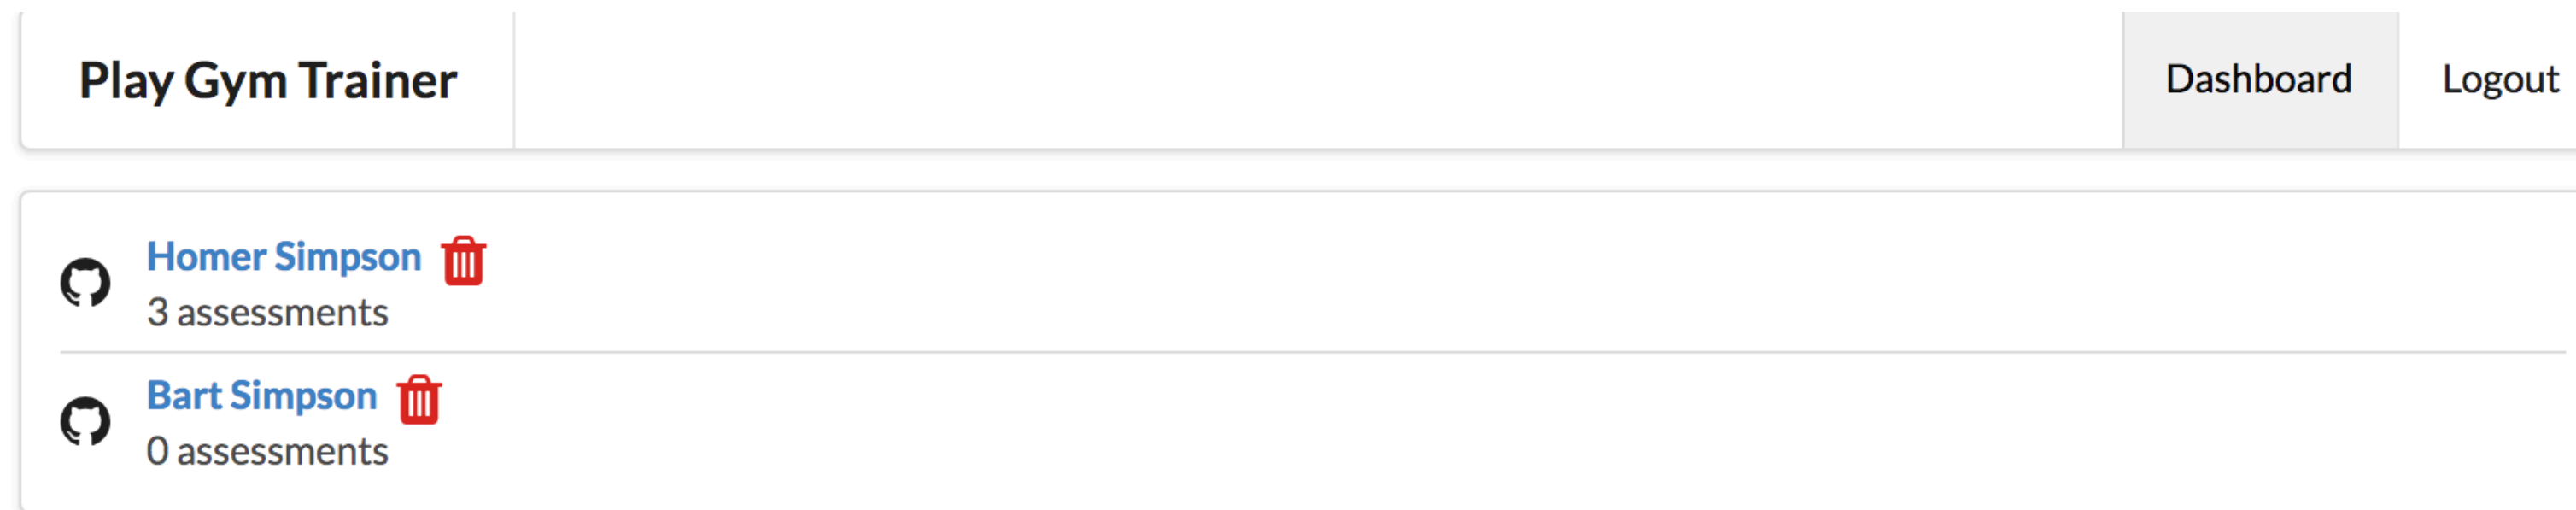 Play Gym Trainer
Dashboard
Logout
Homer Simpson
3 assessments
Bart Simpson
0 assessments